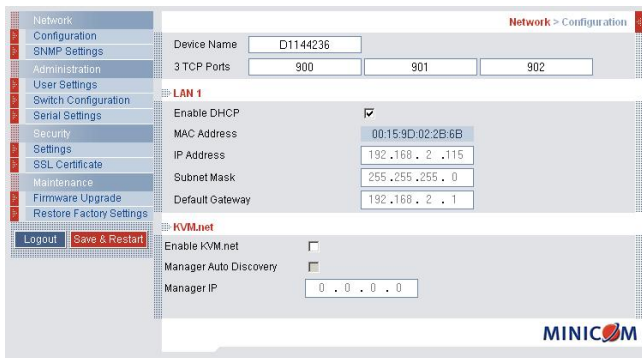 Network
Configuration
SNMP Settings
Administration
User Settings
Switch Configuration
Serial Settings
Security
Settings
SSL Certificate
Maintenance
Firmware Upgrade
Restore Factory Settings
Logout Save & Restart
Network > Configuration
Device Name D1144236
3 TCP Ports 900 901 902
LAN 1
Enable DHCP
MAC Address 00:15:9D:02:2B:6B
IP Address 192.168. 2 .115
Subnet Mask 255.255.255. 0
Default Gateway 192.168. 2 . 1
KVM.net
Enable KVM.net
Manager Auto Discovery
Manager IP 0 . 0 . 0 . 0
MINICOM